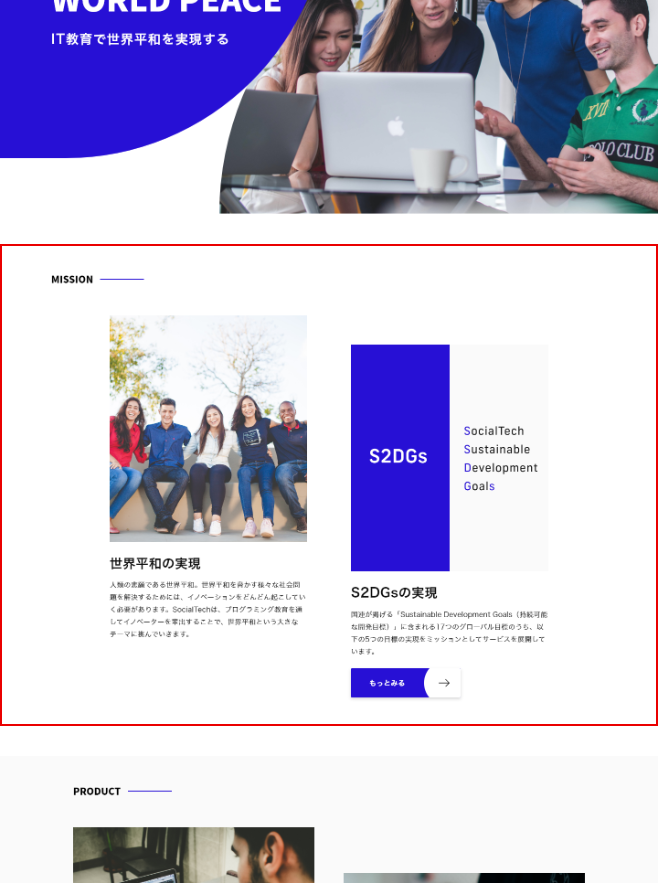 WORLD PEACE
IT教育で世界平和を実現する
XVII
POLO CLUB
MISSION
S2DGs
SocialTech
Sustainable
Development
Goals
世界平和の実現
人類の悲願である世界平和。世界平和を脅かす様々な社会問
題を解決するためには、イノベーションをどんどん起こしてい
く必要があります。SocialTechは、プログラミング教育を通
してイノベーターを輩出することで、世界平和という大きな
テーマに挑んでいきます。
S2DGsの実現
国連が掲げる「Sustainable Development Goals（持続可能
な開発目標）」に含まれる17つのグローバル目標のうち、以
下の5つの目標の実現をミッションとしてサービスを展開して
います。
もっとみる
PRODUCT